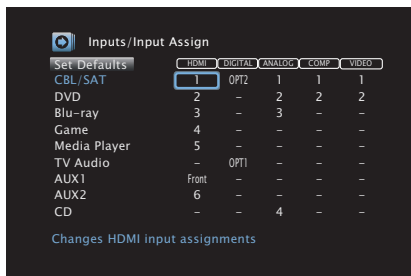 Inputs/Input Assign
Set Defaults HDMI DIGITAL ANALOG COMP VIDEO
CBL/SAT 1 OPT2 1 1 1
DVD 2 – 2 2 2
Blu-ray 3 – 3 – –
Game 4 – – – –
Media Player 5 – – – –
TV Audio – OPT1 – – –
AUX1 Front – – – –
AUX2 6 – – – –
CD – – 4 – –
Changes HDMI input assignments